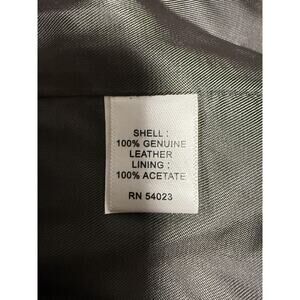 SHELL :
100% GENUINE
LEATHER
LINING :
100% ACETATE
RN 54023